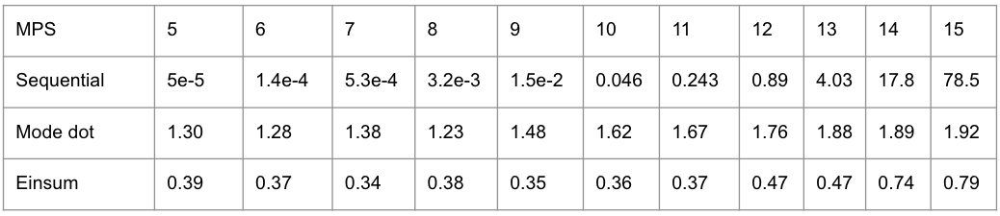 MPS 5 6 7 8 9 10 11 12 13 14 15
Sequential 5e-5 1.4e-4 5.3e-4 3.2e-3 1.5e-2 0.046 0.243 0.89 4.03 17.8 78.5
Mode dot 1.30 1.28 1.38 1.23 1.48 1.62 1.67 1.76 1.88 1.89 1.92
Einsum 0.39 0.37 0.34 0.38 0.35 0.36 0.37 0.47 0.47 0.74 0.79